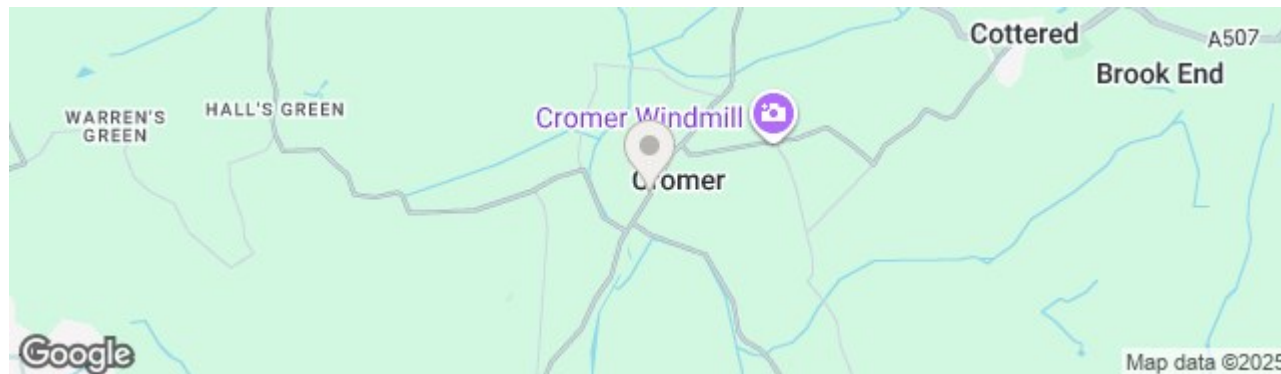 Cottered
A507
Brook End
WARREN'S
GREEN
HALL'S GREEN
Cromer Windmill
Cromer
Google
Map data ©2025